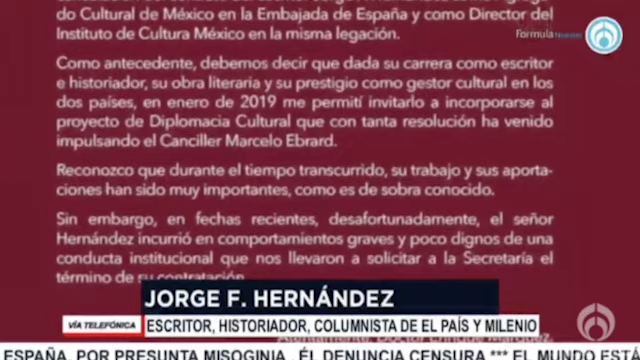 do Cultural de México en la Embajada de España y como Director del
Instituto de Cultura México en la misma legación.
Formula
Como antecedente, debemos decir que dada su carrera como escritor
e historiador, su obra literaria y su prestigio como gestor cultural en los
dos países, en enero de 2019 me permití invitarlo a incorporarse al
proyecto de Diplomacia Cultural que con tanta resolución ha venido
impulsando el Canciller Marcelo Ebrard.
Reconozco que durante el tiempo transcurrido, su trabajo y sus aporta-
ciones han sido muy importantes, como es de sobra conocido.
Sin embargo, en fechas recientes, desafortunadamente, el señor
Hernández incurrió en comportamientos graves y poco dignos de una
conducta institucional que nos llevaron a solicitar a la Secretaría el
término de su contratación.
JORGE F. HERNÁNDEZ
VÍA TELEFÓNICA
ESCRITOR, HISTORIADOR, COLUMNISTA DE EL PAÍS Y MILENIO
ESPAÑA, POR PRESUNTA MISOGINIA. ÉL DENUNCIA CENSURA *** EL MUNDO ESTÁ